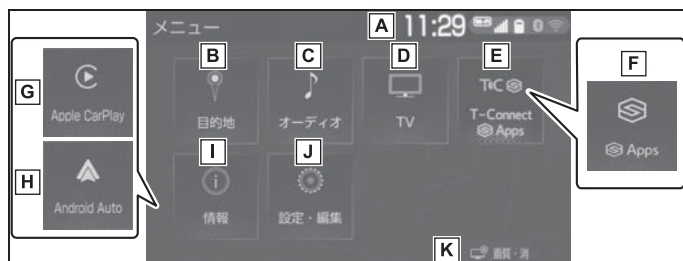 メニュー A 11:29
B C D E F
G Apple CarPlay
目的地 オーディオ TV T-Connect Apps
Apps
H Android Auto
I J
情報 設定・編集
K 画質・消